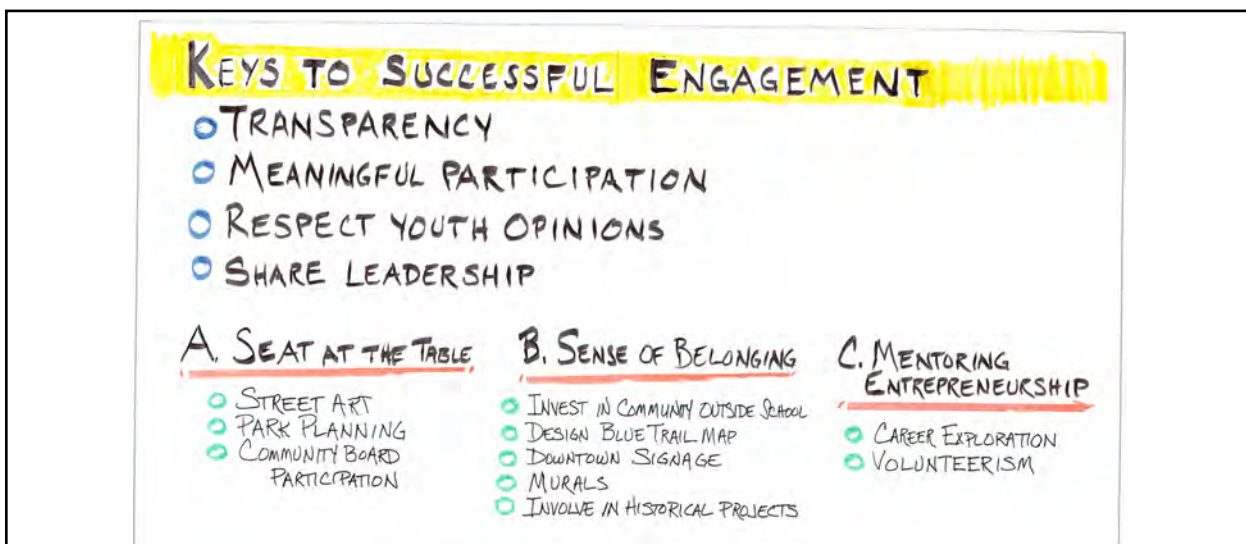 KEYS TO SUCCESSFUL ENGAGEMENT
TRANSPARENCY
MEANINGFUL PARTICIPATION
RESPECT YOUTH OPINIONS
SHARE LEADERSHIP
A. SEAT AT THE TABLE
STREET ART
PARK PLANNING
COMMUNITY BOARD
PARTICIPATION
B. SENSE OF BELONGING
INVEST IN COMMUNITY OUTSIDE SCHOOL
DESIGN BLUE TRAIL MAP
DOWNTOWN SIGNAGE
MURALS
INVOLVE IN HISTORICAL PROJECTS
C. MENTORING
ENTREPRENEURSHIP
CAREER EXPLORATION
VOLUNTEERISM